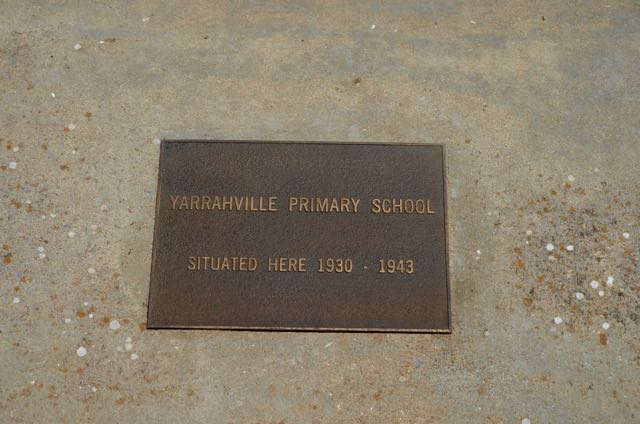 YARRAHVILLE PRIMARY SCHOOL
SITUATED HERE 1930 - 1943